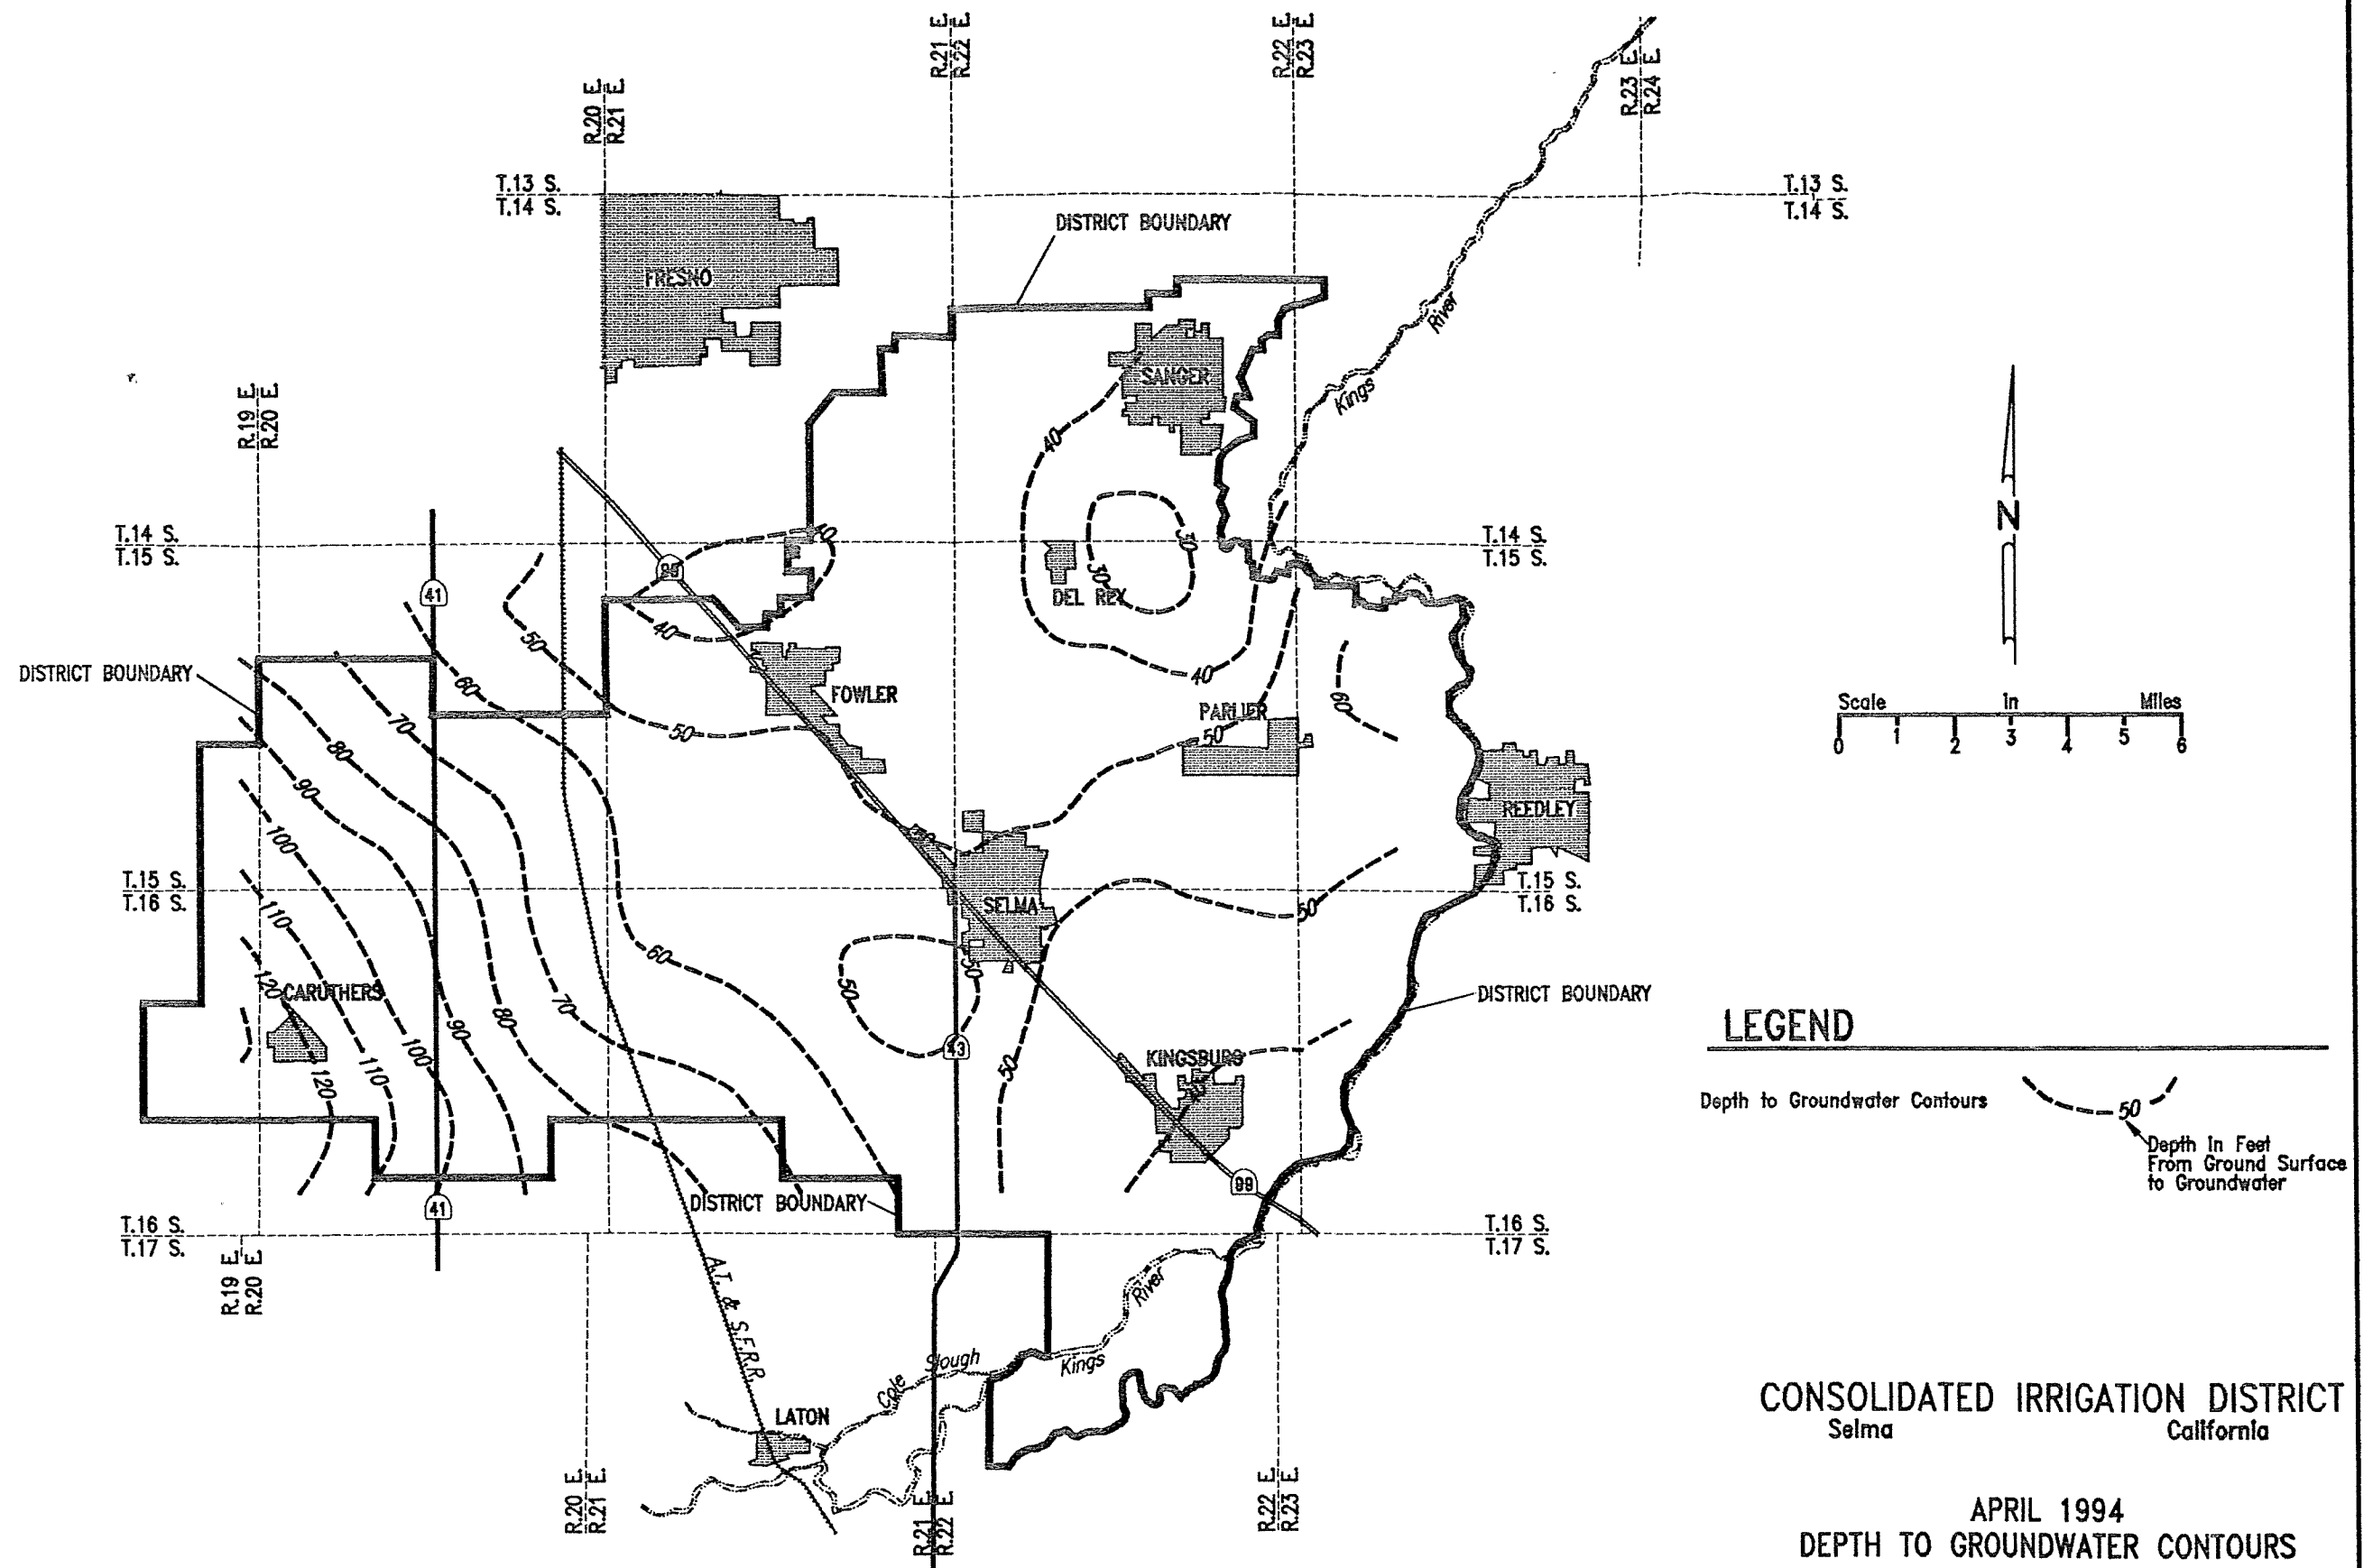 R.21 E.
R.22 E.
R.22 E.
R.23 E.
R.23 E.
R.24 E.
R.20 E.
R.21 E.
T.13 S.
T.14 S.
T.13 S.
T.14 S.
DISTRICT BOUNDARY
FRESNO
River
Kings
SANGER
R.19 E.
R.20 E.
40
N
T.14 S.
T.15 S.
T.14 S.
T.15 S.
99
41
30
30
DEL REY
40
50
40
60
DISTRICT BOUNDARY
FOWLER
60
Scale In Miles
0 1 2 3 4 5 6
70
50
PARLIER
50
80
90
REEDLEY
100
T.15 S.
T.16 S.
T.15 S.
T.16 S.
110
SELMA
50
60
50
50
120
CARUTHERS
DISTRICT BOUNDARY
70
80
90
LEGEND
100
43
KINGSBURG
50
110
120
Depth to Groundwater Contours
50
Depth In Feet
From Ground Surface
to Groundwater
99
DISTRICT BOUNDARY
41
T.16 S.
T.17 S.
T.16 S.
T.17 S.
R.19 E.
R.20 E.
A.T. & S.F.R.R.
River
Kings
Slough
Cole
LATON
CONSOLIDATED IRRIGATION DISTRICT
Selma California
R.20 E.
R.21 E.
R.21 E.
R.22 E.
R.22 E.
R.23 E.
APRIL 1994
DEPTH TO GROUNDWATER CONTOURS